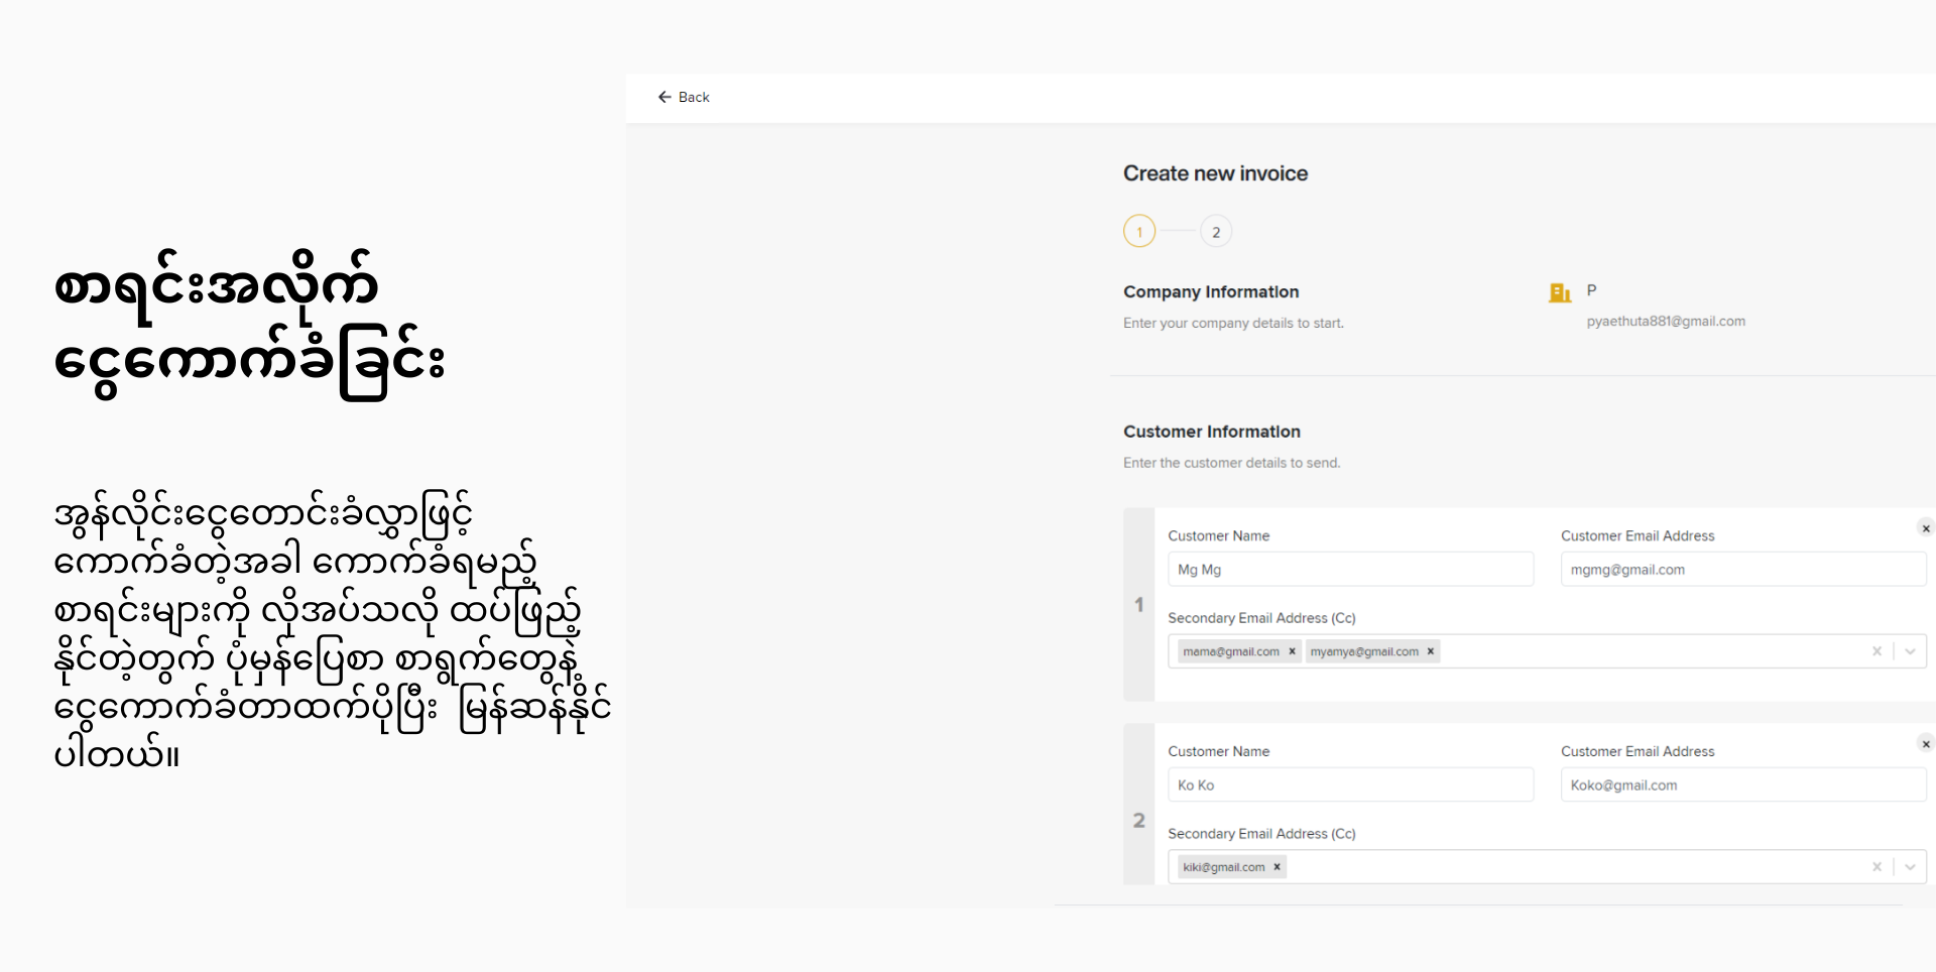 စာရင်းအလိုက်
ငွေကောက်ခံခြင်း
အွန်လိုင်းငွေတောင်းခံလွှာဖြင့်
ကောက်ခံတဲ့အခါ ကောက်ခံရမည့်
စာရင်းများကို လိုအပ်သလို ထပ်ဖြည့်
နိုင်တဲ့တွက် ပုံမှန်ပြေစာ စာရွက်တွေနဲ့
ငွေကောက်ခံတာထက်ပိုပြီး မြန်ဆန်နိုင်
ပါတယ်။
← Back
Create new invoice
1 2
Company Information
Enter your company details to start.
P
pyaethuta881@gmail.com
Customer Information
Enter the customer details to send.
1
Customer Name Customer Email Address
Mg Mg mgmg@gmail.com
Secondary Email Address (Cc)
mama@gmail.com × myamya@gmail.com ×
2
Customer Name Customer Email Address
Ko Ko Koko@gmail.com
Secondary Email Address (Cc)
kiki@gmail.com ×